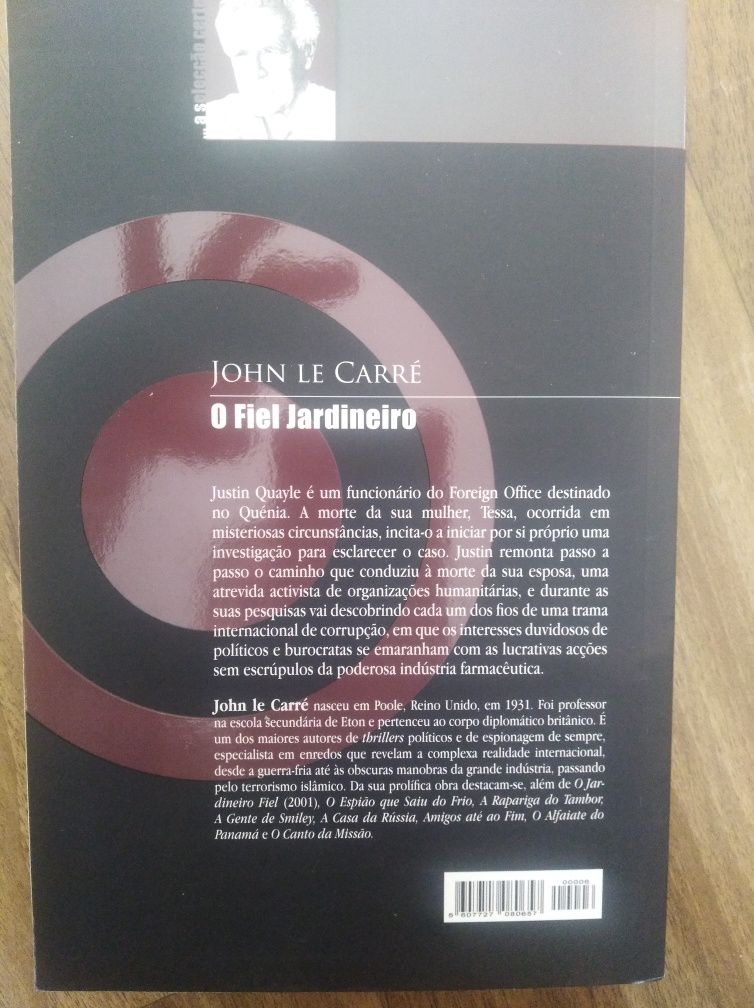 a selecção certa
JOHN LE CARRÉ
O Fiel Jardineiro
Justin Quayle é um funcionário do Foreign Office destinado
no Quénia. A morte da sua mulher, Tessa, ocorrida em
misteriosas circunstâncias, incita-o a iniciar por si próprio uma
investigação para esclarecer o caso. Justin remonta passo a
passo o caminho que conduziu à morte da sua esposa, uma
atrevida activista de organizações humanitárias, e durante as
suas pesquisas vai descobrindo cada um dos fios de uma trama
internacional de corrupção, em que os interesses duvidosos de
políticos e burocratas se emaranham com as lucrativas acções
sem escrúpulos da poderosa indústria farmacêutica.
John le Carré nasceu em Poole, Reino Unido, em 1931. Foi professor
na escola secundária de Eton e pertenceu ao corpo diplomático britânico. É
um dos maiores autores de thrillers políticos e de espionagem de sempre,
especialista em enredos que revelam a complexa realidade internacional,
desde a guerra-fria até às obscuras manobras da grande indústria, passando
pelo terrorismo islâmico. Da sua prolífica obra destacam-se, além de O Jar-
dineiro Fiel (2001), O Espião que Saiu do Frio, A Rapariga do Tambor,
A Gente de Smiley, A Casa da Rússia, Amigos até ao Fim, O Alfaiate do
Panamá e O Canto da Missão.
00006
5 607727 080657